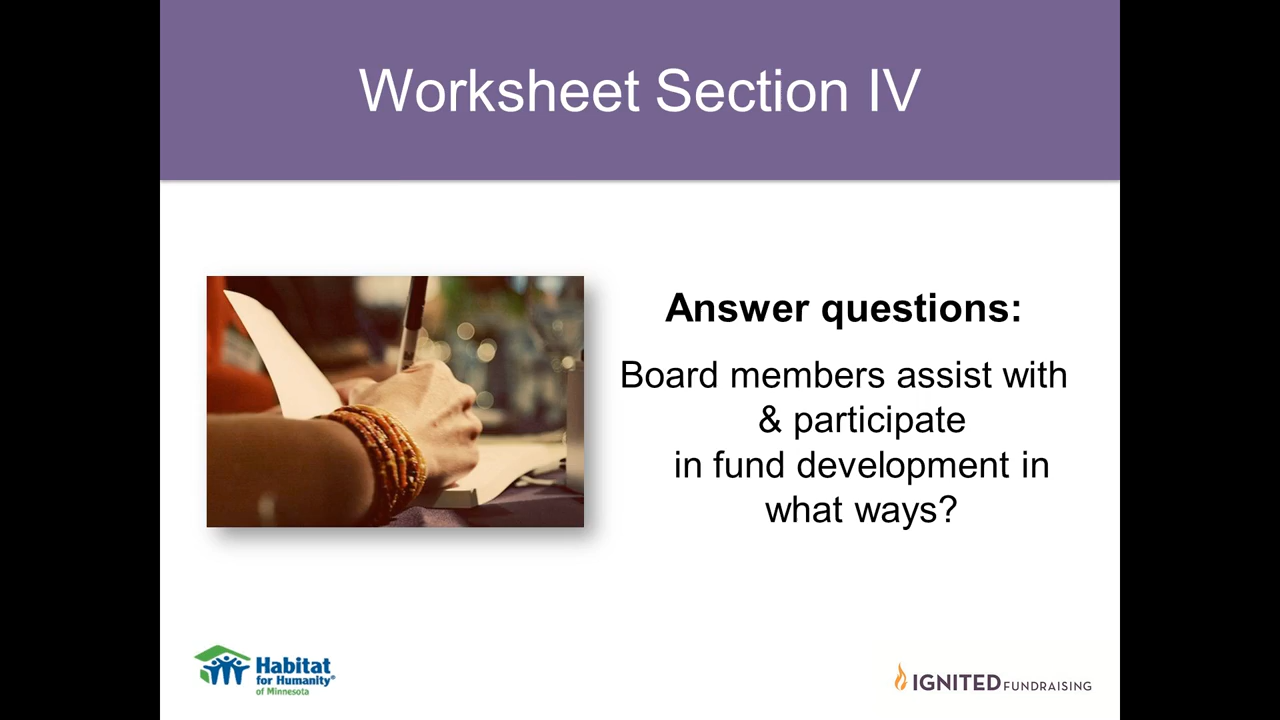 Worksheet Section IV
Answer questions:
Board members assist with
& participate
in fund development in
what ways?
Habitat
for Humanity®
of Minnesota
IGNITED FUNDRAISING